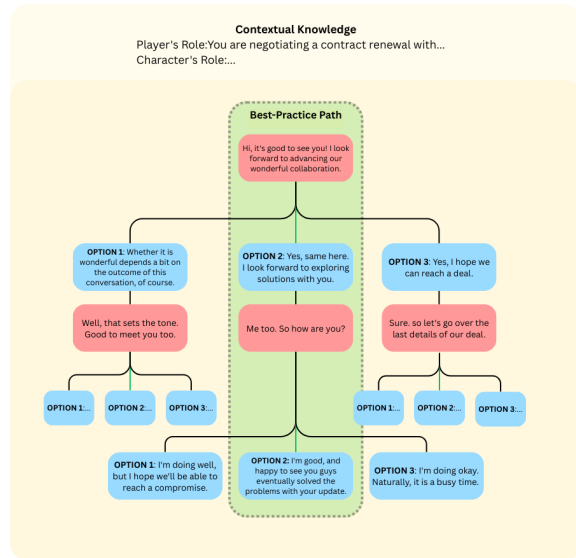 Contextual Knowledge
Player's Role:You are negotiating a contract renewal with...
Character's Role:...
Best-Practice Path
Hi, it's good to see you! I look
forward to advancing our
wonderful collaboration.
OPTION 1: Whether it is
wonderful depends a bit on
the outcome of this
conversation, of course.
OPTION 2: Yes, same here.
I look forward to exploring
solutions with you.
OPTION 3: Yes, I hope we
can reach a deal.
Well, that sets the tone.
Good to meet you too.
Me too. So how are you?
Sure. so let's go over the
last details of our deal.
OPTION 1:...
OPTION 2:...
OPTION 3:...
OPTION 1:...
OPTION 2:...
OPTION 3:...
OPTION 1: I'm doing well,
but I hope we'll be able to
reach a compromise.
OPTION 2: I'm good, and
happy to see you guys
eventually solved the
problems with your update.
OPTION 3: I'm doing okay.
Naturally, it is a busy time.